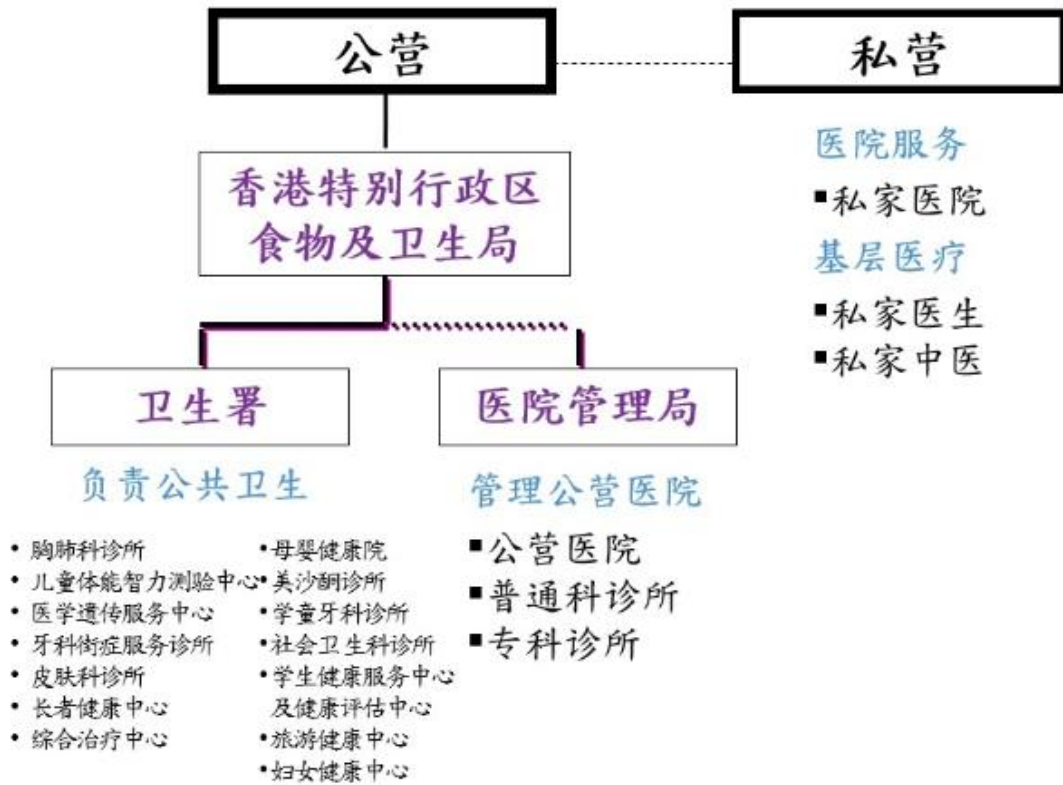 公营
私营
香港特别行政区
食物及卫生局
医院服务
▪私家医院
基层医疗
▪私家医生
▪私家中医
卫生署
医院管理局
负责公共卫生
• 胸肺科诊所
• 儿童体能智力测验中心
• 医学遗传服务中心
• 牙科街症服务诊所
• 皮肤科诊所
• 长者健康中心
• 综合治疗中心
•母婴健康院
•美沙酮诊所
•学童牙科诊所
•社会卫生科诊所
•学生健康服务中心
及健康评估中心
•旅游健康中心
•妇女健康中心
管理公营医院
▪公营医院
▪普通科诊所
▪专科诊所